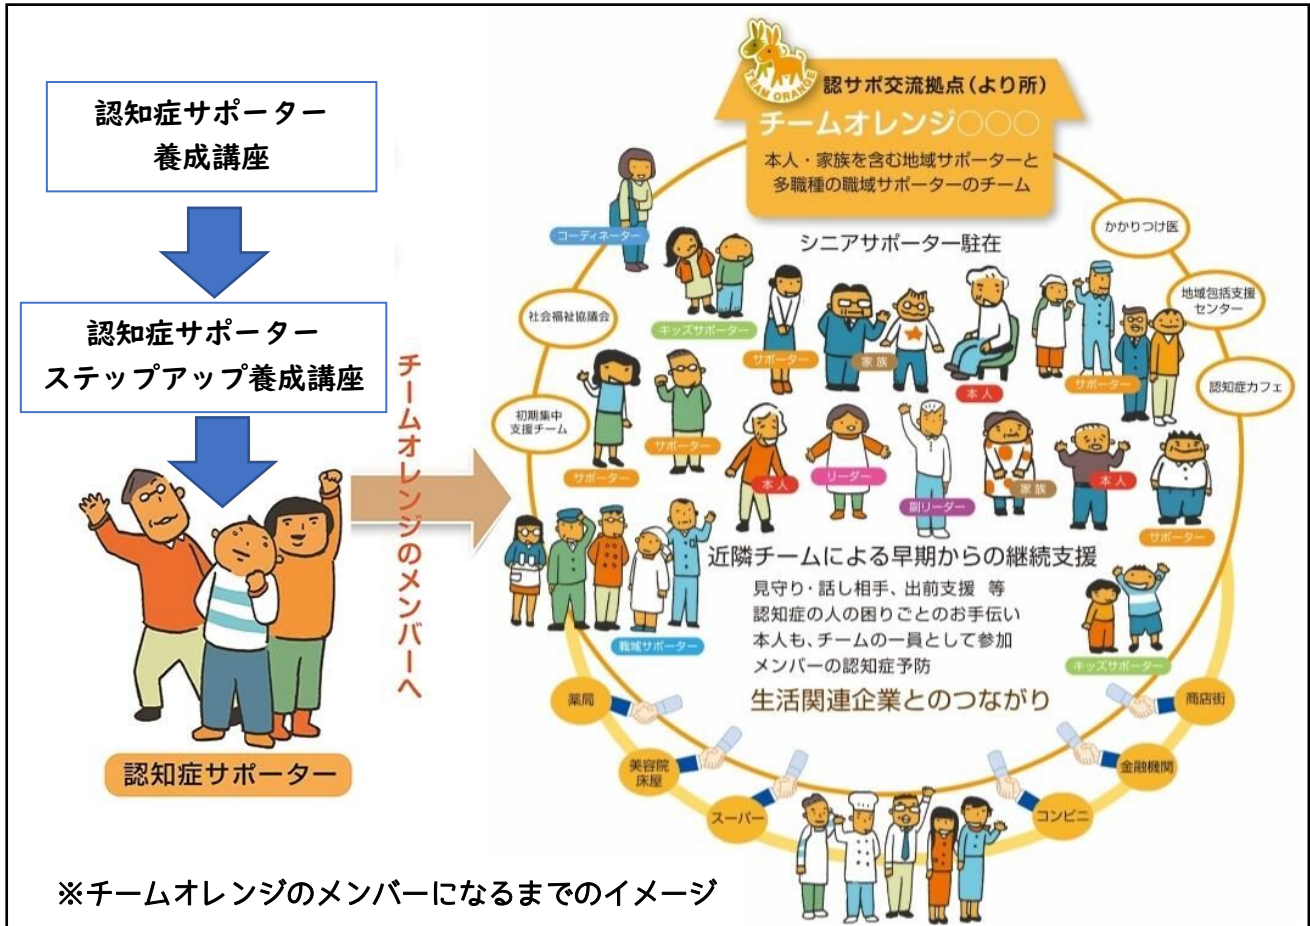 認知症サポーター
養成講座
認知症サポーター
ステップアップ養成講座
認知症サポーター
チームオレンジのメンバーへ
※チームオレンジのメンバーになるまでのイメージ
TEAM ORANGE
認サポ交流拠点(より所)
チームオレンジ○○○
本人・家族を含む地域サポーターと
多職種の職域サポーターのチーム
シニアサポーター駐在
コーディネーター
キッズサポーター
サポーター
家族
本人
サポーター
かかりつけ医
地域包括支援
センター
認知症カフェ
社会福祉協議会
初期集中
支援チーム
サポーター
サポーター
本人
リーダー
副リーダー
家族
本人
サポーター
職域サポーター
近隣チームによる早期からの継続支援
見守り・話し相手、出前支援 等
認知症の人の困りごとのお手伝い
本人も、チームの一員として参加
メンバーの認知症予防
キッズサポーター
生活関連企業とのつながり
薬局
美容院
床屋
スーパー
コンビニ
金融機関
商店街